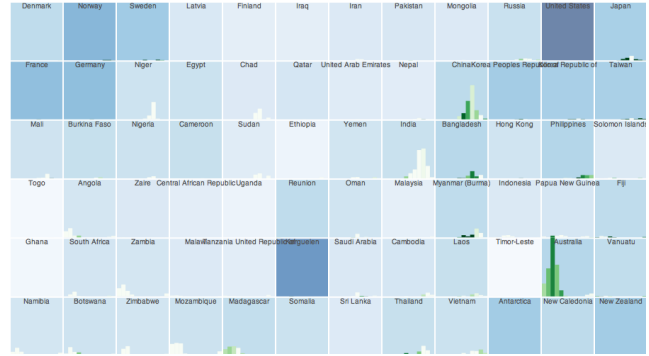 Denmark Norway Sweden Latvia Finland Iraq Iran Pakistan Mongolia Russia United States Japan
France Germany Niger Egypt Chad Qatar United Arab Emirates Nepal China Korea Peoples Republic of Korea Republic of Taiwan
Mali Burkina Faso Nigeria Cameroon Sudan Ethiopia Yemen India Bangladesh Hong Kong Philippines Solomon Islands
Togo Angola Zaire Central African Republic Uganda Reunion Oman Malaysia Myanmar (Burma) Indonesia Papua New Guinea Fiji
Ghana South Africa Zambia Malawi Tanzania United Republic of Kerguelen Saudi Arabia Cambodia Laos Timor-Leste Australia Vanuatu
Namibia Botswana Zimbabwe Mozambique Madagascar Somalia Sri Lanka Thailand Vietnam Antarctica New Caledonia New Zealand